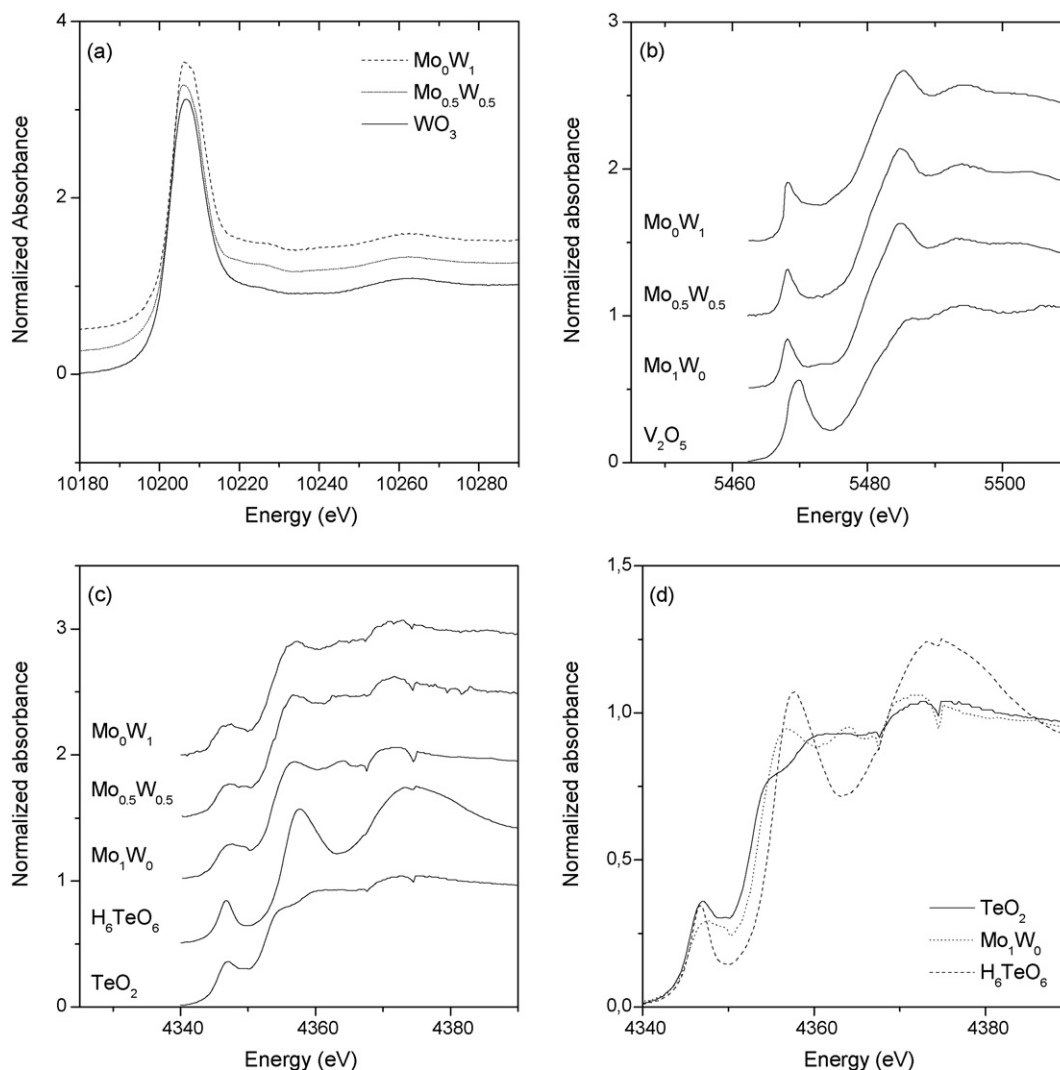 (a)
Mo0W1
Mo0.5W0.5
WO3
4
2
0
Normalized Absorbance
10180 10200 10220 10240 10260 10280
Energy (eV)
(b)
3
2
1
0
Normalized absorbance
Mo0W1
Mo0.5W0.5
Mo1W0
V2O5
5460 5480 5500
Energy (eV)
(c)
3
2
1
0
Normalized absorbance
Mo0W1
Mo0.5W0.5
Mo1W0
H6TeO6
TeO2
4340 4360 4380
Energy (eV)
(d)
1,5
1,0
0,5
0,0
Normalized absorbance
TeO2
Mo1W0
H6TeO6
4340 4360 4380
Energy (eV)